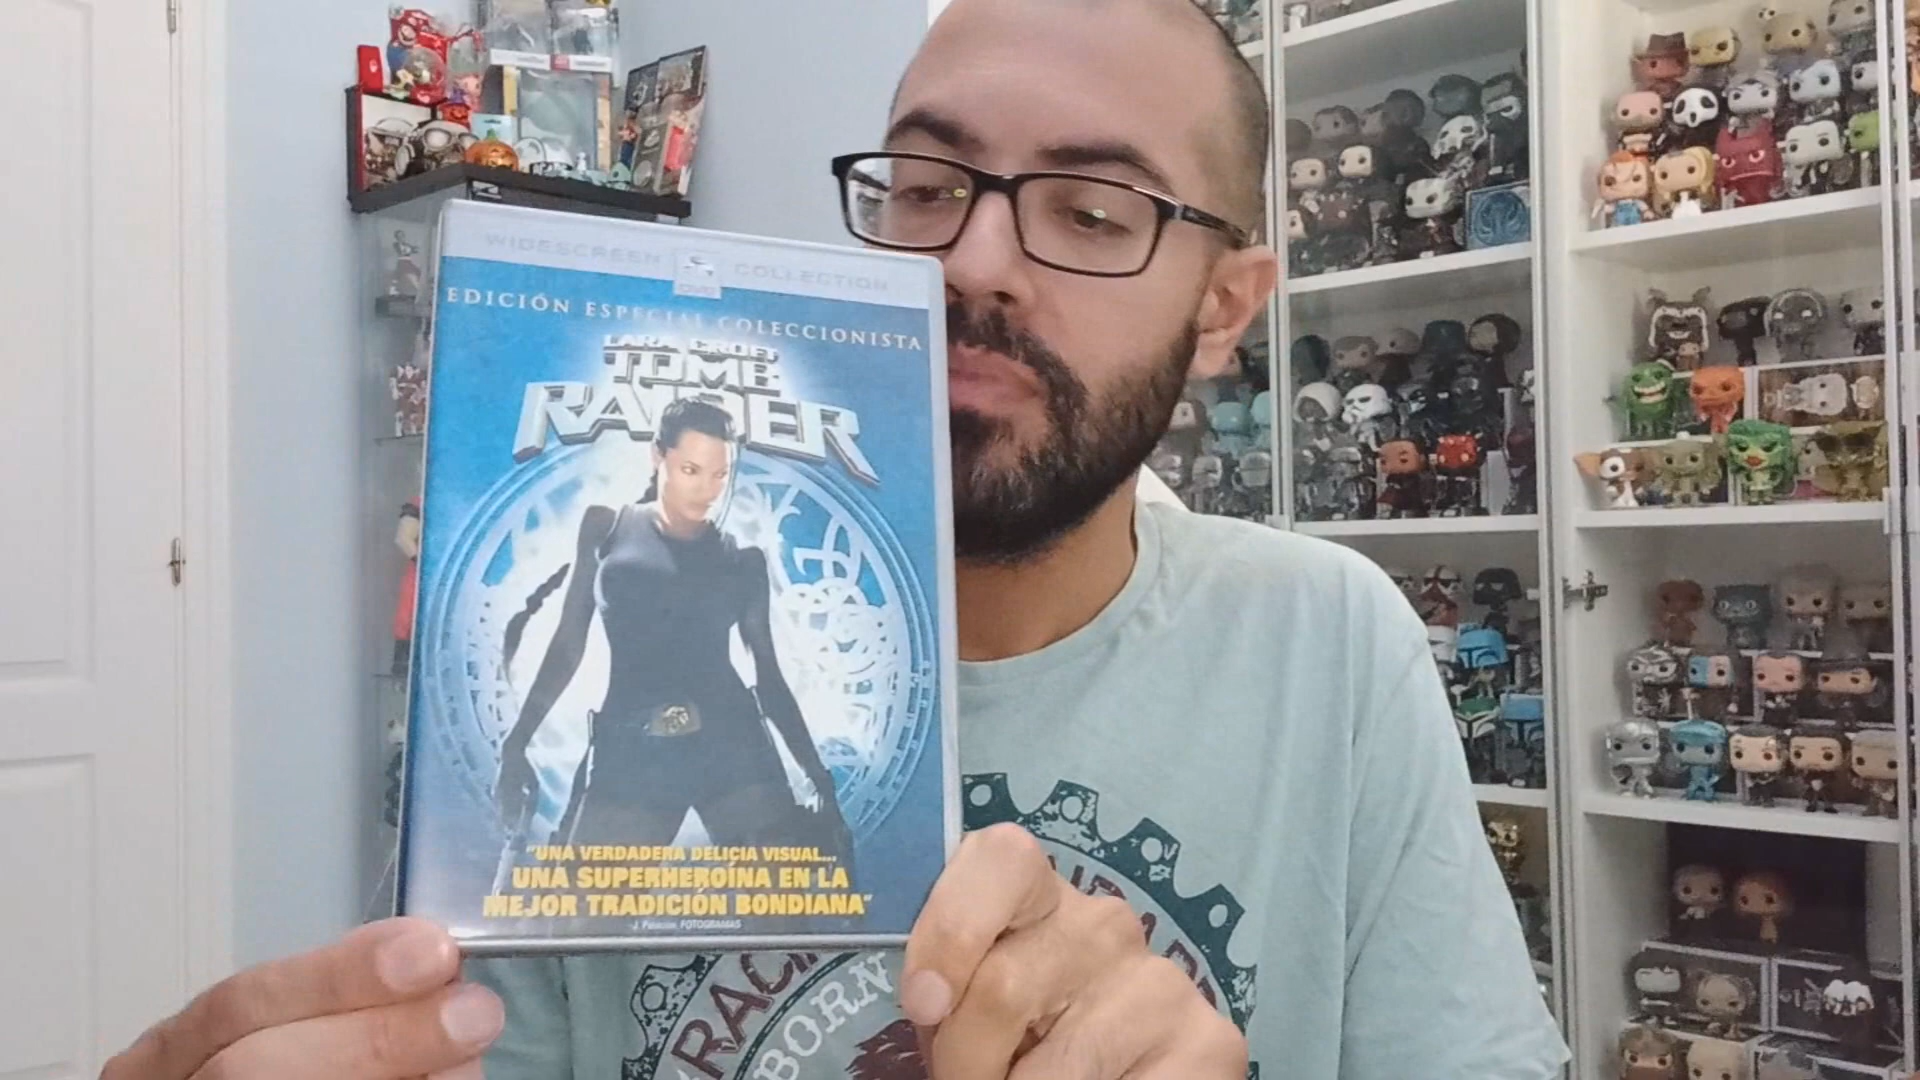 WIDESCREEN DVD COLLECTION
EDICIÓN ESPECIAL COLECCIONISTA
LARA CROFT
TOMB
RAIDER
"UNA VERDADERA DELICIA VISUAL...
UNA SUPERHEROÍNA EN LA
MEJOR TRADICIÓN BONDIANA"
FOTOGRAMAS
BORN